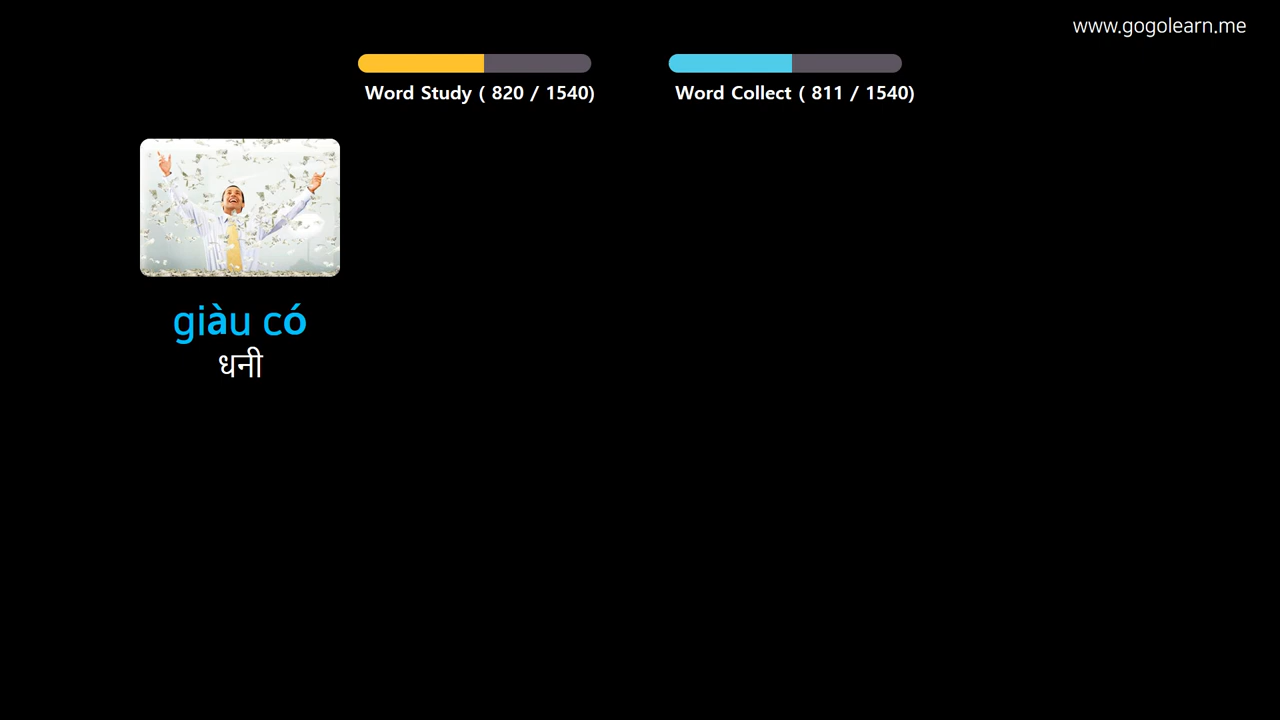 www.gogolearn.me
Word Study ( 820 / 1540)
Word Collect ( 811 / 1540)
giàu có
धनी